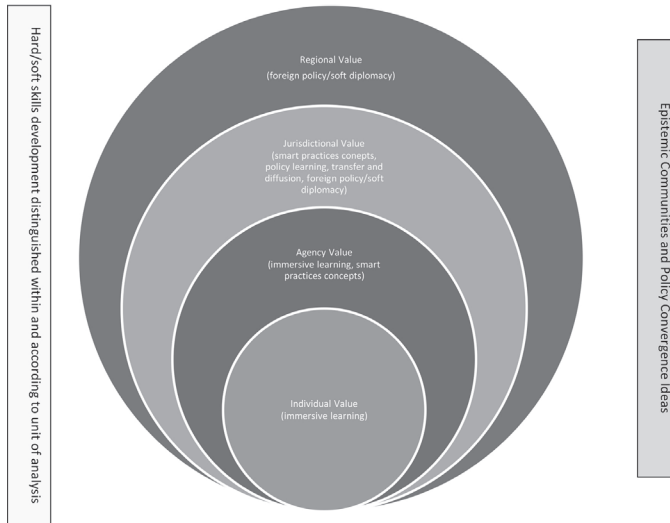 Hard/soft skills development distinguished within and according to unit of analysis
Regional Value
(foreign policy/soft diplomacy)
Jurisdictional Value
(smart practices conepts,
policy learning, transfer and
diffusion, foreign policy/soft
diplomacy)
Agency Value
(immersive learning, smart
practices concepts)
Individual Value
(immersive learning)
Epistemic Communities and Policy Convergence Ideas